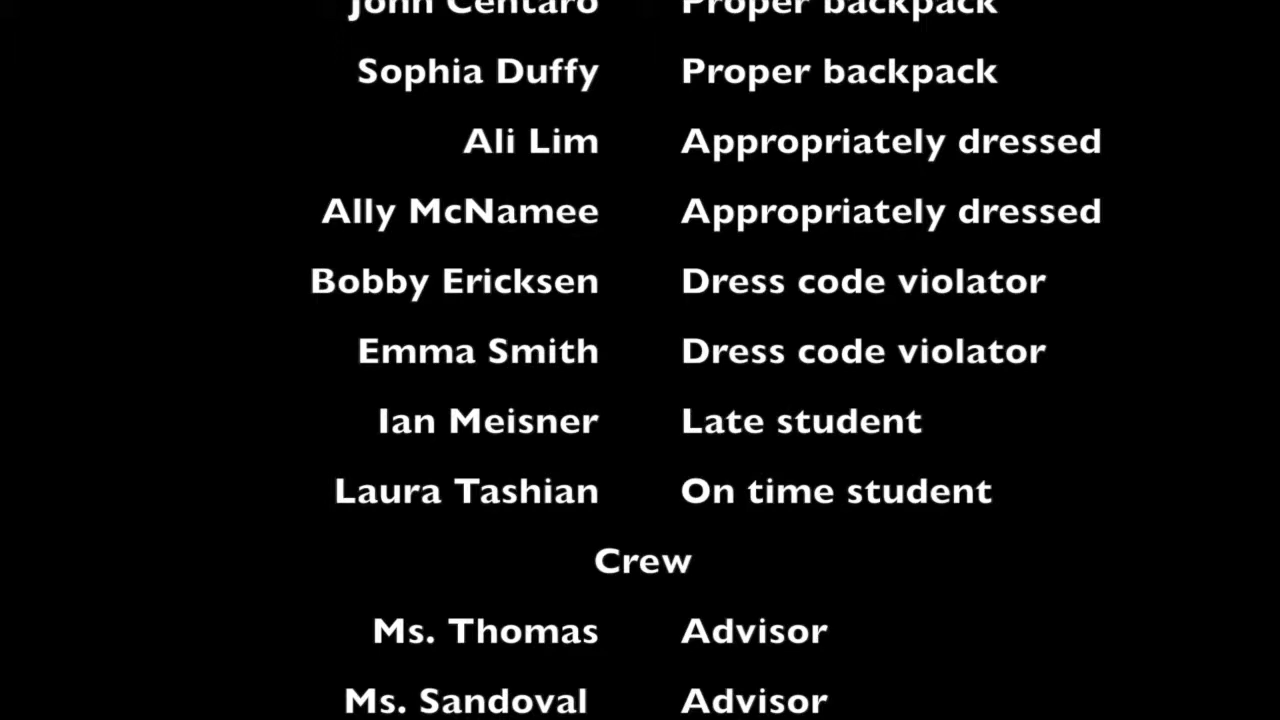 John Centaro Proper backpack
Sophia Duffy Proper backpack
Ali Lim Appropriately dressed
Ally McNamee Appropriately dressed
Bobby Ericksen Dress code violator
Emma Smith Dress code violator
Ian Meisner Late student
Laura Tashian On time student
Crew
Ms. Thomas Advisor
Ms. Sandoval Advisor